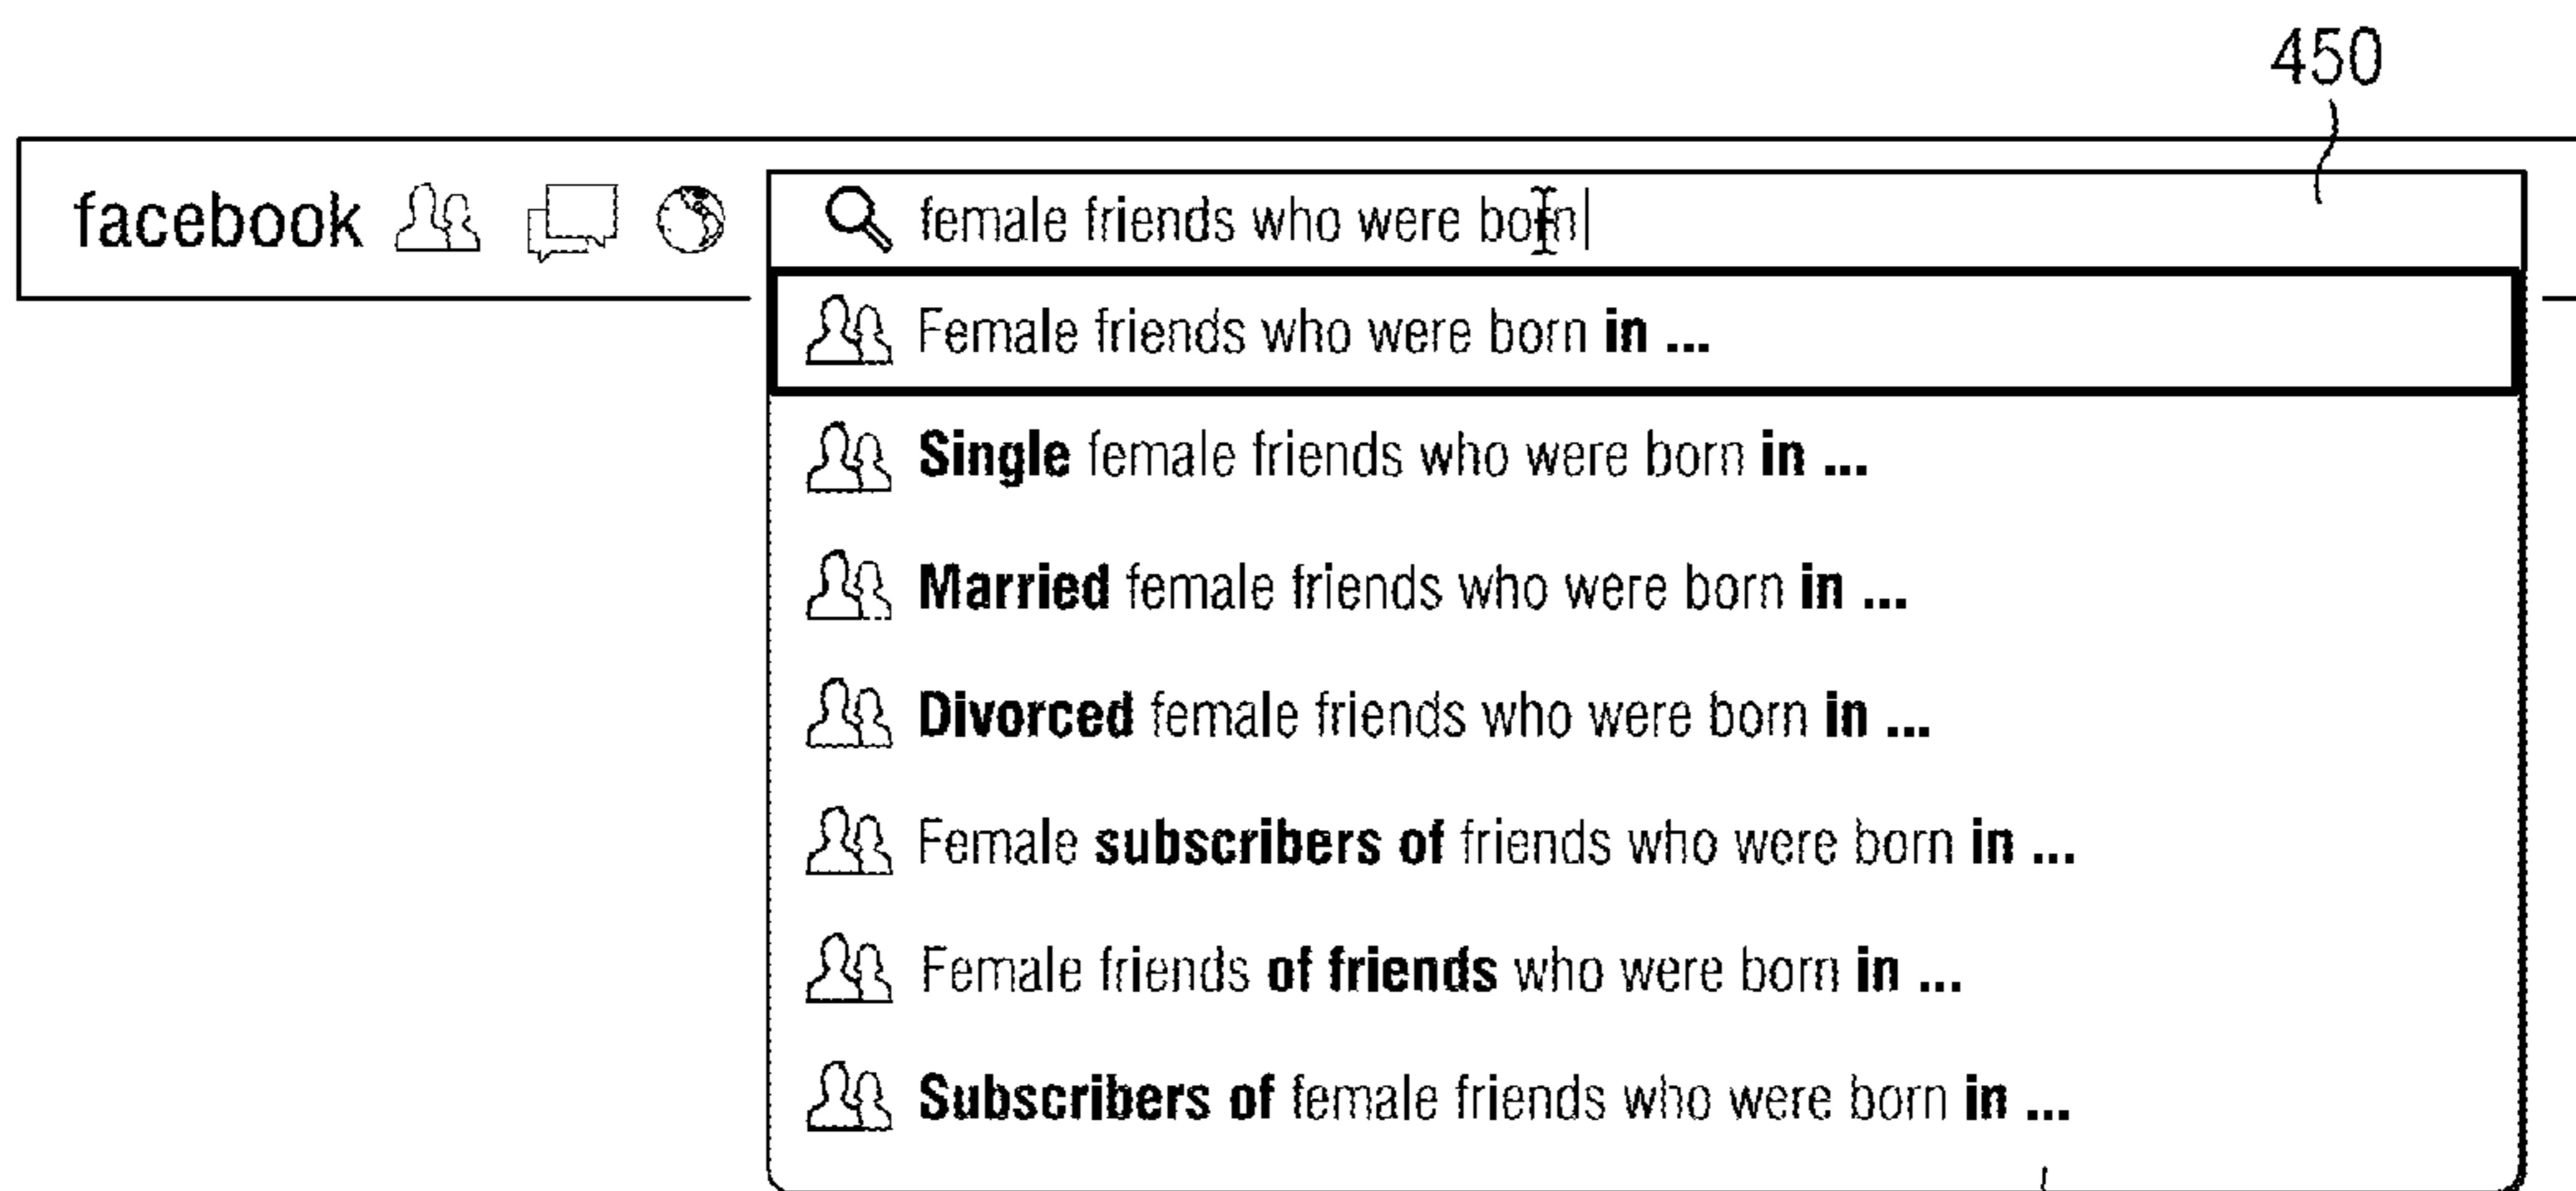 450
facebook female friends who were born
Female friends who were born in ...
Single female friends who were born in ...
Married female friends who were born in ...
Divorced female friends who were born in ...
Female subscribers of friends who were born in ...
Female friends of friends who were born in ...
Subscribers of female friends who were born in ...